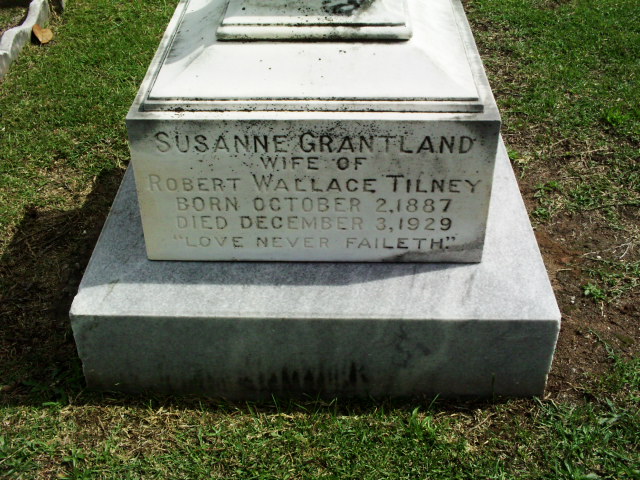 SUSANNE GRANTLAND
WIFE OF
ROBERT WALLACE TILNEY
BORN OCTOBER 2, 1887
DIED DECEMBER 3, 1929
"LOVE NEVER FAILETH"